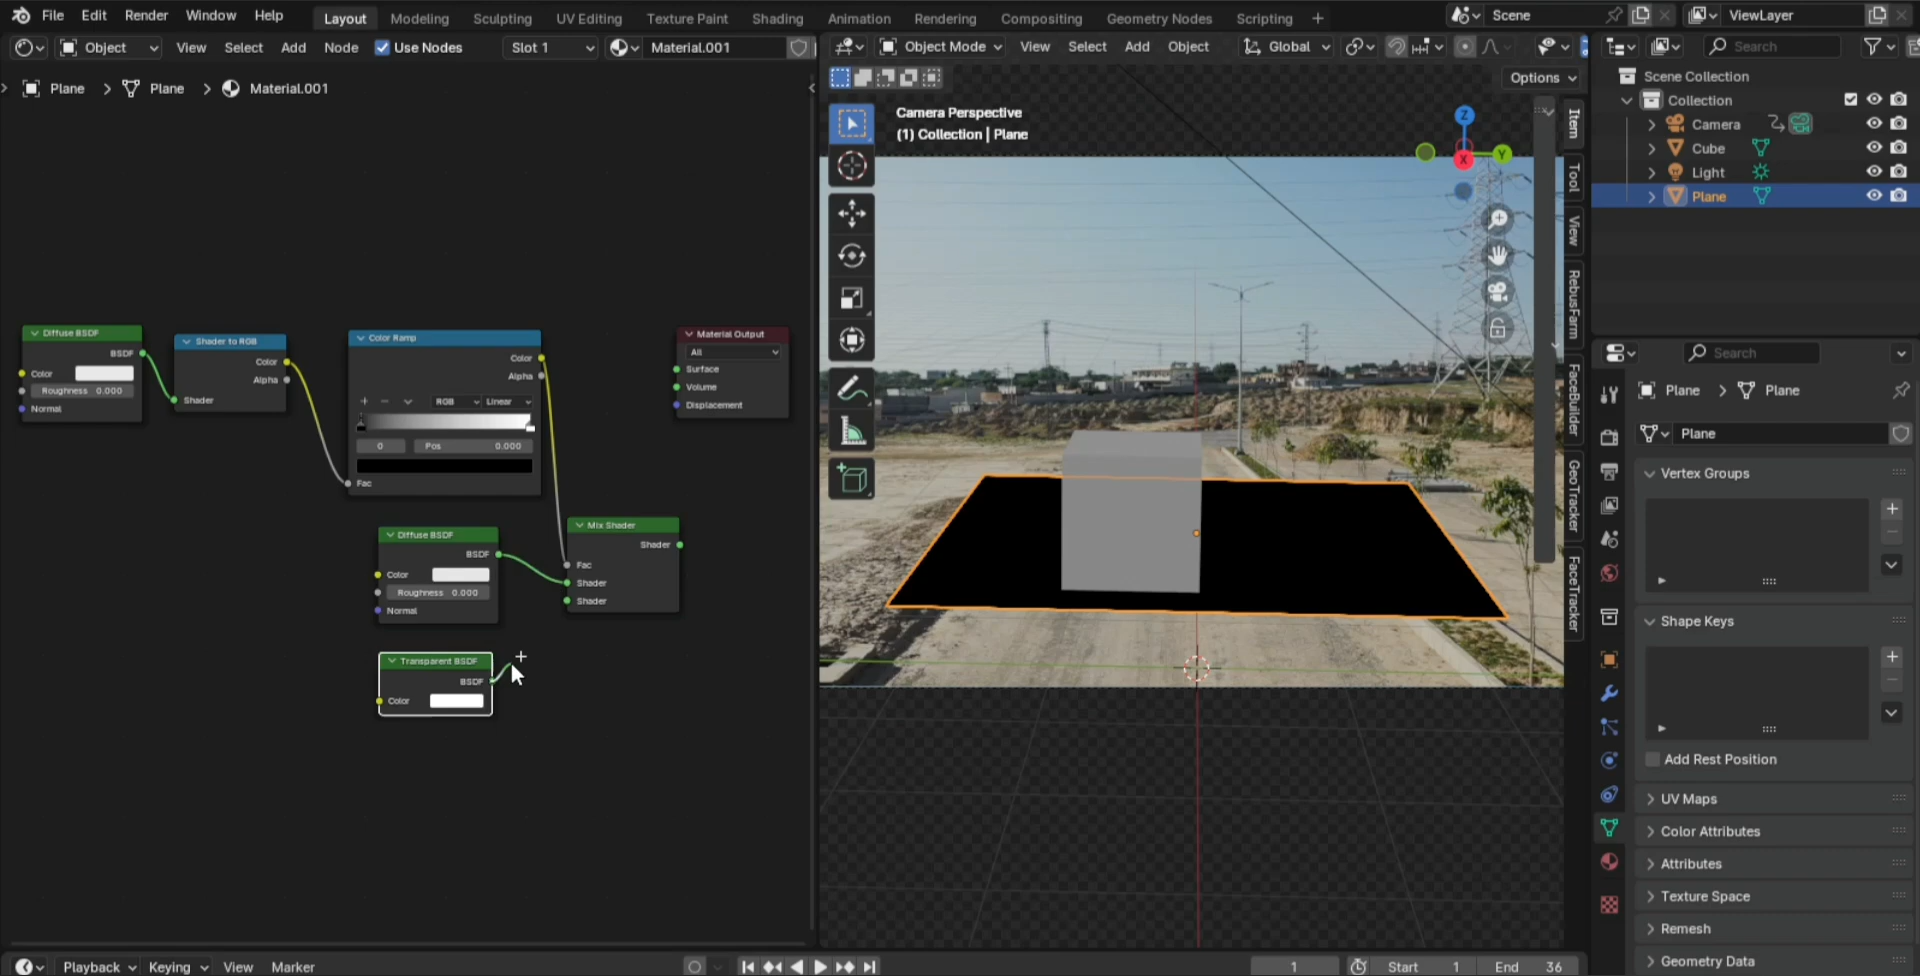 File Edit Render Window Help Layout Modeling Sculpting UV Editing Texture Paint Shading Animation Rendering Compositing Geometry Nodes Scripting + Scene ViewLayer
Object View Select Add Node Use Nodes Slot 1 Material.001
Object Mode View Select Add Object Global
Search
Options
Plane > Plane > Material.001
Camera Perspective
(1) Collection | Plane
Z
Y
X
Item
Tool
View
RebusFarm
FaceBuilder
GeoTracker
FaceTracker
Diffuse BSDF
BSDF
Color
Roughness 0.000
Normal
Shader to RGB
Color
Alpha
Shader
Color Ramp
Color
Alpha
RGB Linear
0 Pos 0.000
Fac
Material Output
All
Surface
Volume
Displacement
Diffuse BSDF
BSDF
Color
Roughness 0.000
Normal
Mix Shader
Shader
Fac
Shader
Shader
Transparent BSDF
BSDF
Color
Scene Collection
Collection
Camera
Cube
Light
Plane
Search
Plane > Plane
Plane
Vertex Groups
Shape Keys
Add Rest Position
UV Maps
Color Attributes
Attributes
Texture Space
Remesh
Geometry Data
Playback Keying View Marker
1 Start 1 End 36